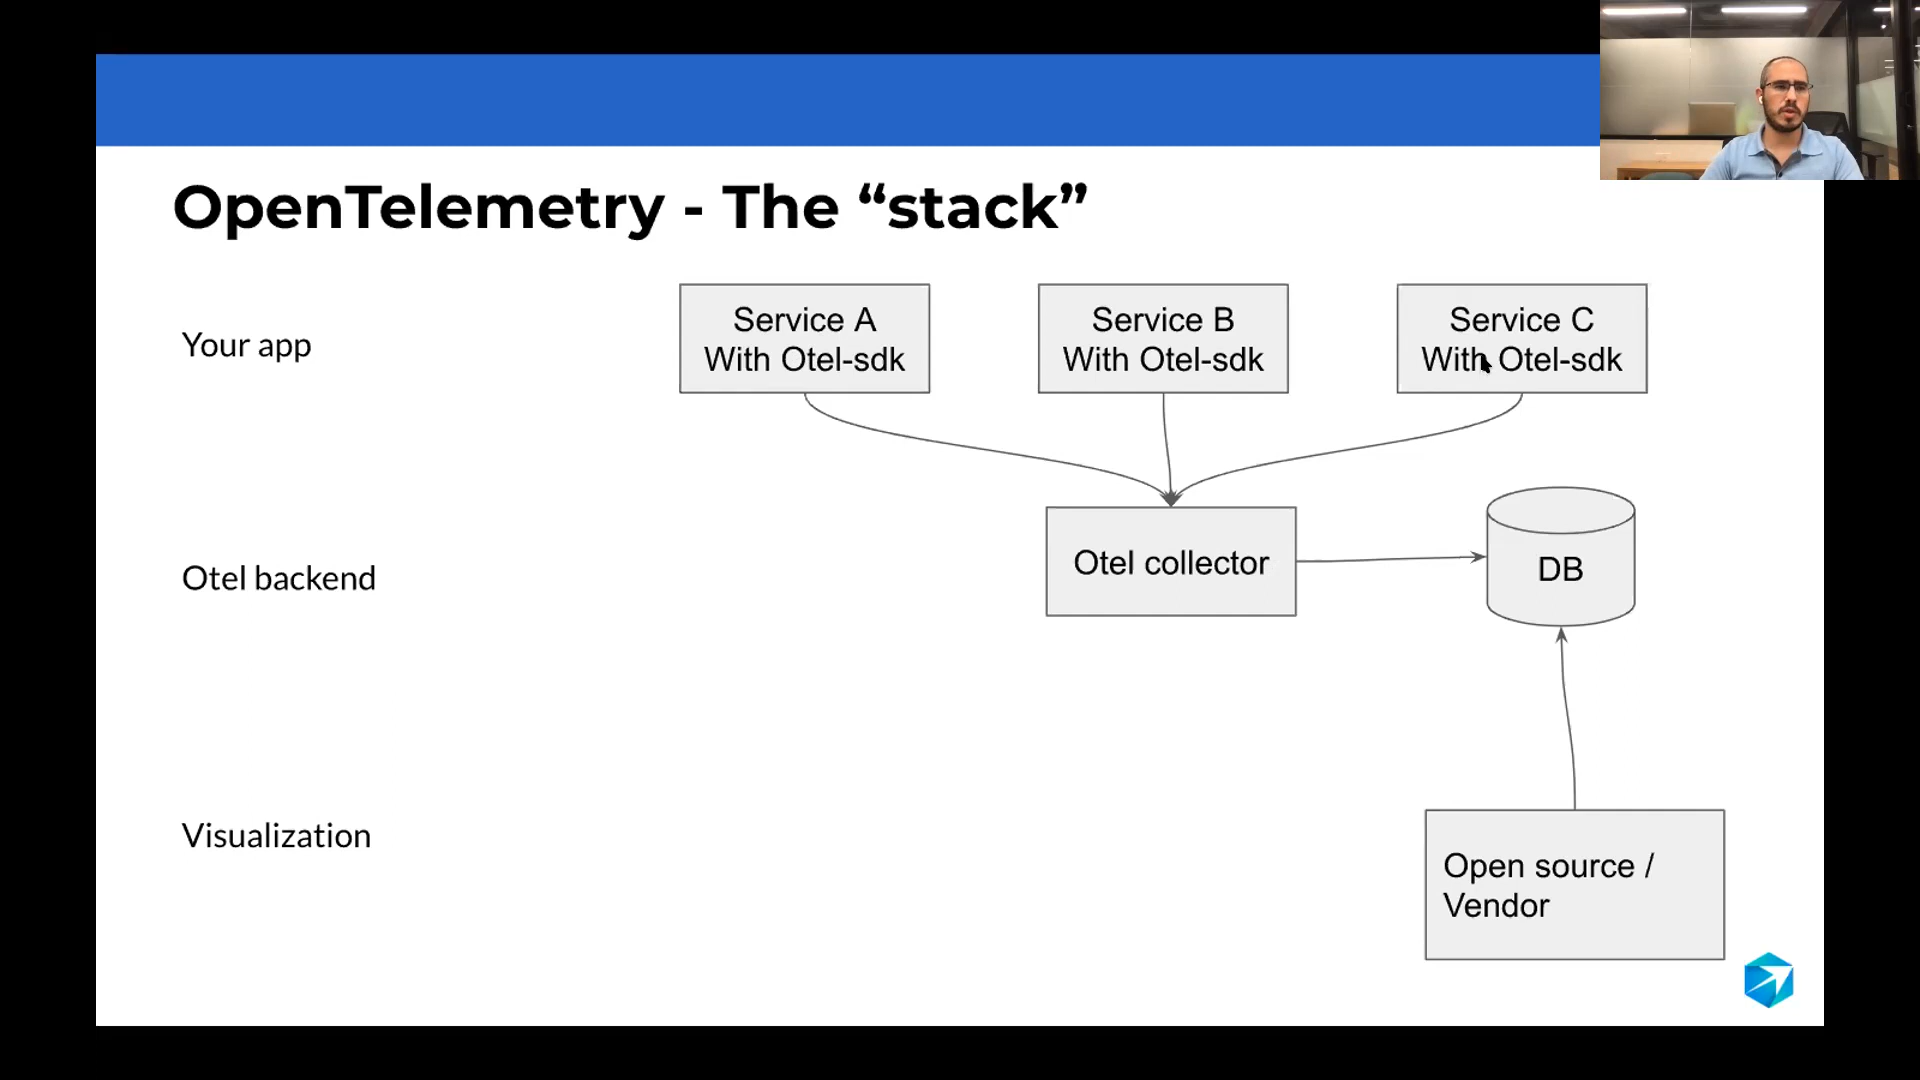 OpenTelemetry - The “stack”
Your app
Service A
With Otel-sdk
Service B
With Otel-sdk
Service C
With Otel-sdk
Otel backend
Otel collector
DB
Visualization
Open source /
Vendor